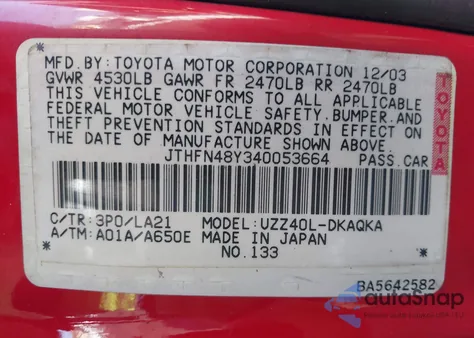 MFD.BY: TOYOTA MOTOR CORPORATION 12/03
GVWR 4530LB GAWR FR 2470LB RR 2470LB
THIS VEHICLE CONFORMS TO ALL APPLICABLE
FEDERAL MOTOR VEHICLE SAFETY,BUMPER,AND
THEFT PREVENTION STANDARDS IN EFFECT ON
THE DATE OF MANUFACTURE SHOWN ABOVE.
JTHFN48Y340053664 PASS.CAR
TOYOTA
C/TR:3P0/LA21 MODEL:UZZ40L-DKAQKA
A/TM:A01A/A650E MADE IN JAPAN
NO.133
BA5642582
autoSnap